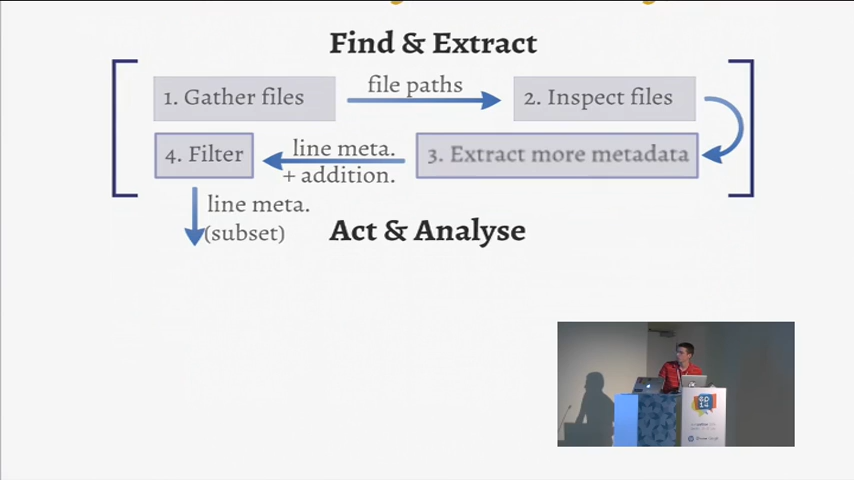 Find & Extract
1. Gather files
file paths
2. Inspect files
4. Filter
line meta.
+ addition.
3. Extract more metadata
line meta.
(subset)
Act & Analyse